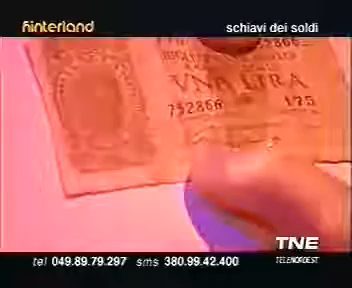 hinterland
schiavi dei soldi
VNA LIRA
752866
175
TNE
TELENORDEST
tel 049.89.79.297 sms 380.99.42.400